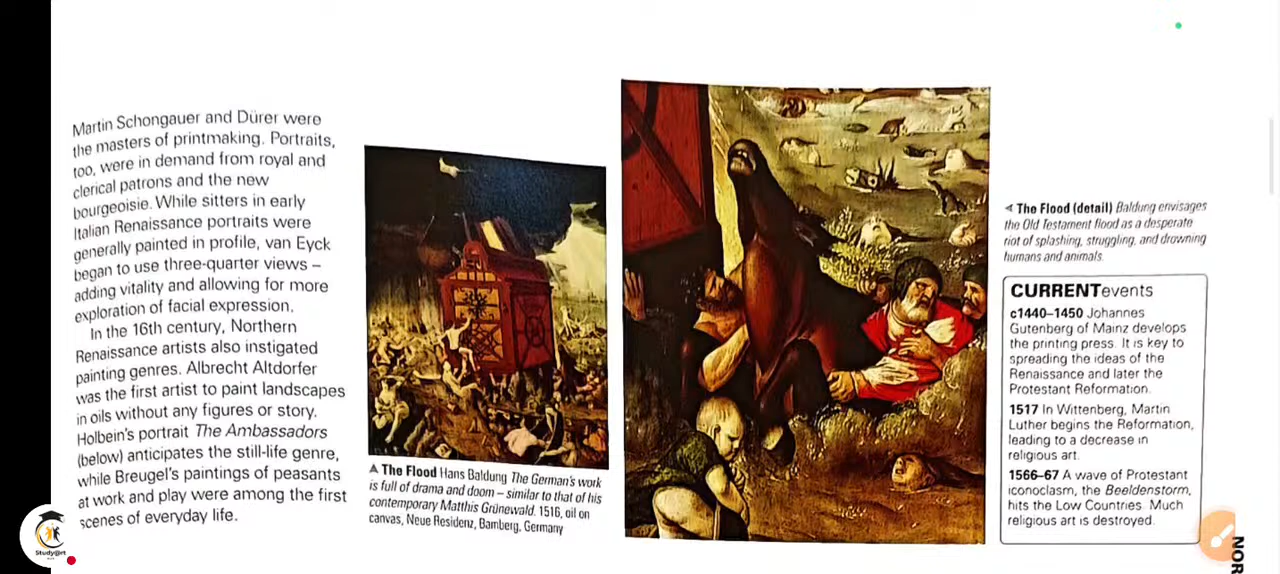 Martin Schongauer and Dürer were
the masters of printmaking. Portraits,
too, were in demand from royal and
clerical patrons and the new
bourgeoisie. While sitters in early
Italian Renaissance portraits were
generally painted in profile, van Eyck
began to use three-quarter views –
adding vitality and allowing for more
exploration of facial expression.
In the 16th century, Northern
Renaissance artists also instigated
painting genres. Albrecht Altdorfer
was the first artist to paint landscapes
in oils without any figures or story.
Holbein's portrait The Ambassadors
(below) anticipates the still-life genre,
while Breugel's paintings of peasants
at work and play were among the first
scenes of everyday life.
▲ The Flood Hans Baldung The German's work
is full of drama and doom – similar to that of his
contemporary Matthis Grünewald. 1516, oil on
canvas, Neue Residenz, Bamberg, Germany
◄ The Flood (detail) Baldung envisages
the Old Testament flood as a desperate
riot of splashing, struggling, and drowning
humans and animals.
CURRENTevents
c1440–1450 Johannes
Gutenberg of Mainz develops
the printing press. It is key to
spreading the ideas of the
Renaissance and later the
Protestant Reformation.
1517 In Wittenberg, Martin
Luther begins the Reformation,
leading to a decrease in
religious art.
1566–67 A wave of Protestant
iconoclasm, the Beeldenstorm,
hits the Low Countries. Much
religious art is destroyed.
NOR
Study@rt